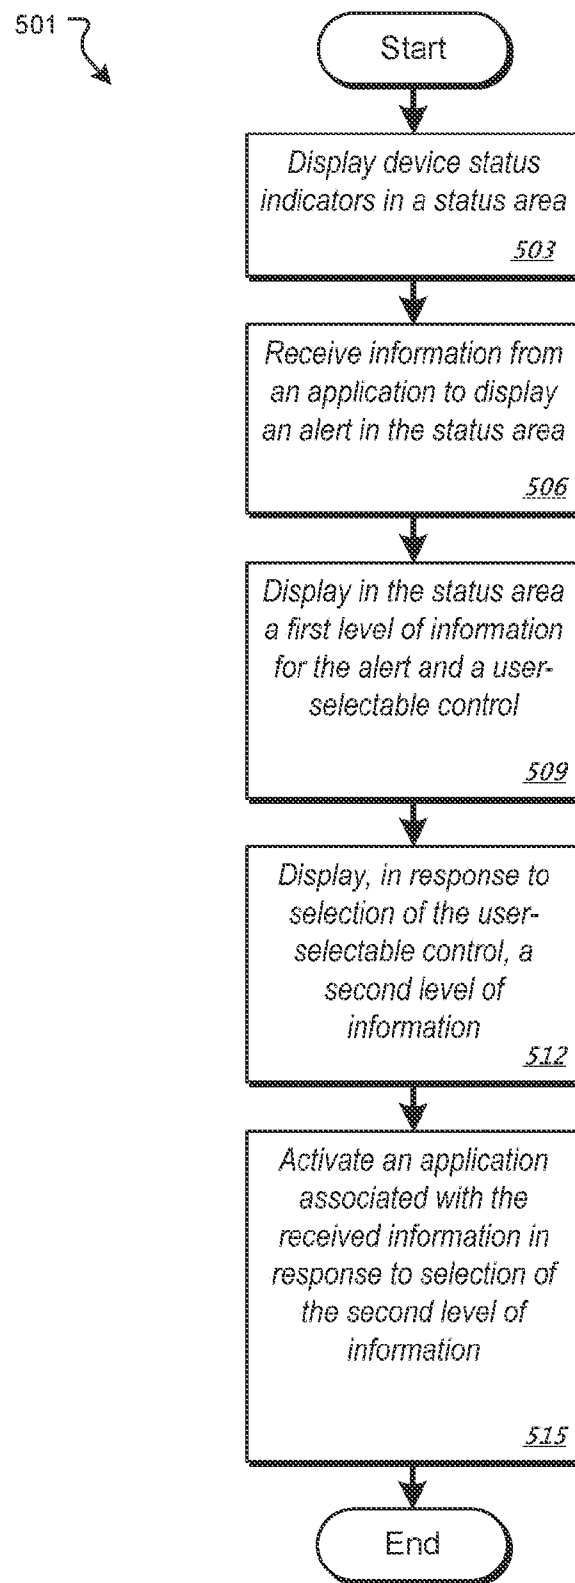 501
Start
Display device status
indicators in a status area
503
Receive information from
an application to display
an alert in the status area
506
Display in the status area
a first level of information
for the alert and a user-
selectable control
509
Display, in response to
selection of the user-
selectable control, a
second level of
information
512
Activate an application
associated with the
received information in
response to selection of
the second level of
information
515
End